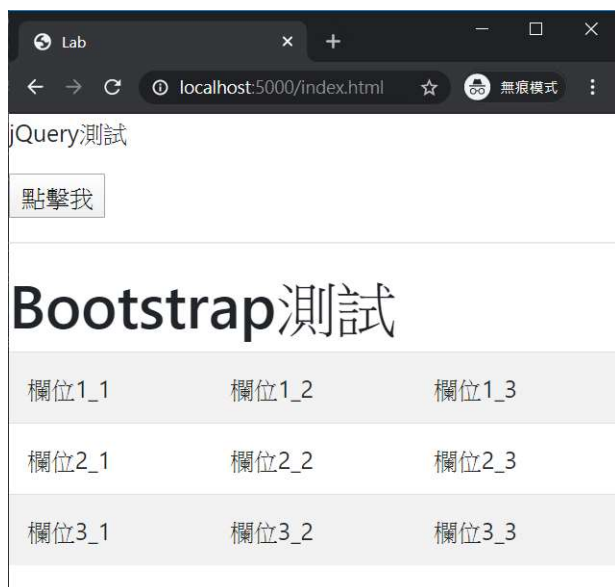 Lab
localhost:5000/index.html
無痕模式
jQuery測試
點擊我
Bootstrap測試
欄位1_1 欄位1_2 欄位1_3
欄位2_1 欄位2_2 欄位2_3
欄位3_1 欄位3_2 欄位3_3